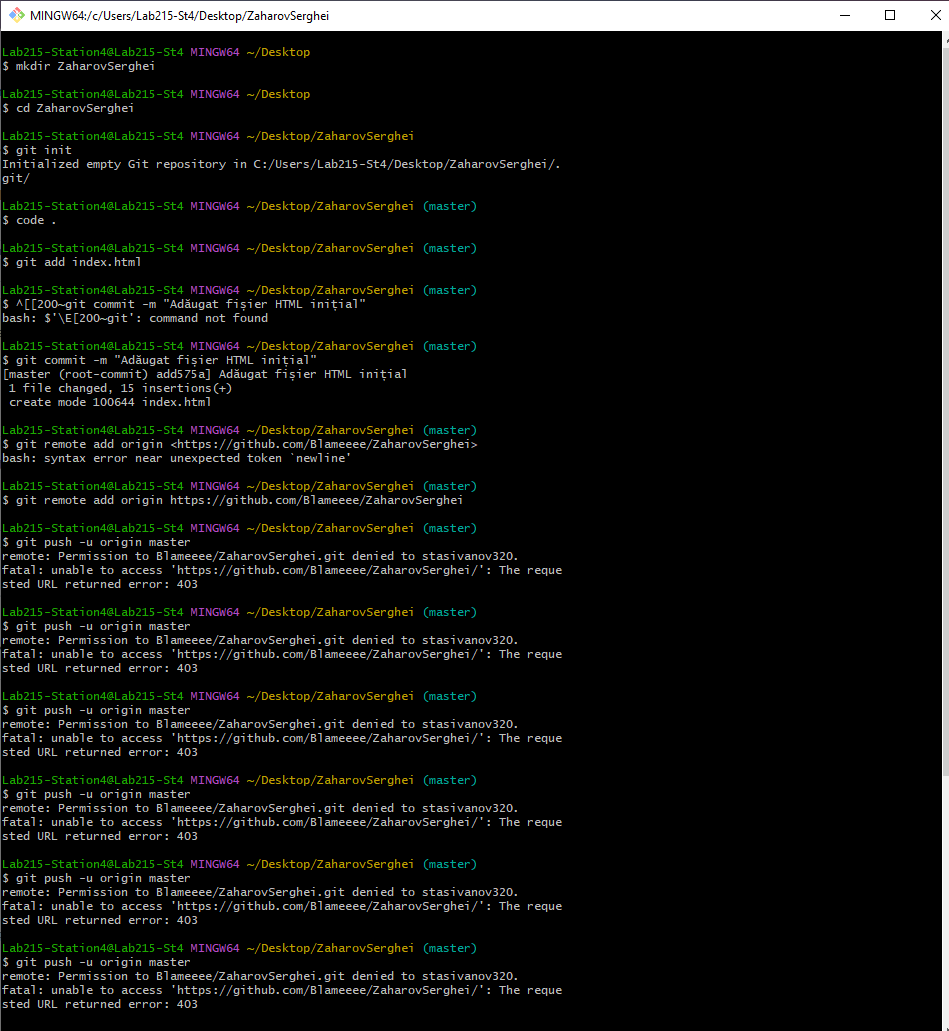 MINGW64:/c/Users/Lab215-St4/Desktop/ZaharovSerghei
Lab215-Station4@Lab215-St4 MINGW64 ~/Desktop
$ mkdir ZaharovSerghei
Lab215-Station4@Lab215-St4 MINGW64 ~/Desktop
$ cd ZaharovSerghei
Lab215-Station4@Lab215-St4 MINGW64 ~/Desktop/ZaharovSerghei
$ git init
Initialized empty Git repository in C:/Users/Lab215-St4/Desktop/ZaharovSerghei/.
git/
Lab215-Station4@Lab215-St4 MINGW64 ~/Desktop/ZaharovSerghei (master)
$ code .
Lab215-Station4@Lab215-St4 MINGW64 ~/Desktop/ZaharovSerghei (master)
$ git add index.html
Lab215-Station4@Lab215-St4 MINGW64 ~/Desktop/ZaharovSerghei (master)
$ ^[[200~git commit -m "Adăugat fișier HTML inițial"
bash: $'\E[200~git': command not found
Lab215-Station4@Lab215-St4 MINGW64 ~/Desktop/ZaharovSerghei (master)
$ git commit -m "Adăugat fișier HTML inițial"
[master (root-commit) add575a] Adăugat fișier HTML inițial
1 file changed, 15 insertions(+)
create mode 100644 index.html
Lab215-Station4@Lab215-St4 MINGW64 ~/Desktop/ZaharovSerghei (master)
$ git remote add origin <https://github.com/Blameeee/ZaharovSerghei>
bash: syntax error near unexpected token `newline'
Lab215-Station4@Lab215-St4 MINGW64 ~/Desktop/ZaharovSerghei (master)
$ git remote add origin https://github.com/Blameeee/ZaharovSerghei
Lab215-Station4@Lab215-St4 MINGW64 ~/Desktop/ZaharovSerghei (master)
$ git push -u origin master
remote: Permission to Blameeee/ZaharovSerghei.git denied to stasivanov320.
fatal: unable to access 'https://github.com/Blameeee/ZaharovSerghei/': The reque
sted URL returned error: 403
Lab215-Station4@Lab215-St4 MINGW64 ~/Desktop/ZaharovSerghei (master)
$ git push -u origin master
remote: Permission to Blameeee/ZaharovSerghei.git denied to stasivanov320.
fatal: unable to access 'https://github.com/Blameeee/ZaharovSerghei/': The reque
sted URL returned error: 403
Lab215-Station4@Lab215-St4 MINGW64 ~/Desktop/ZaharovSerghei (master)
$ git push -u origin master
remote: Permission to Blameeee/ZaharovSerghei.git denied to stasivanov320.
fatal: unable to access 'https://github.com/Blameeee/ZaharovSerghei/': The reque
sted URL returned error: 403
Lab215-Station4@Lab215-St4 MINGW64 ~/Desktop/ZaharovSerghei (master)
$ git push -u origin master
remote: Permission to Blameeee/ZaharovSerghei.git denied to stasivanov320.
fatal: unable to access 'https://github.com/Blameeee/ZaharovSerghei/': The reque
sted URL returned error: 403
Lab215-Station4@Lab215-St4 MINGW64 ~/Desktop/ZaharovSerghei (master)
$ git push -u origin master
remote: Permission to Blameeee/ZaharovSerghei.git denied to stasivanov320.
fatal: unable to access 'https://github.com/Blameeee/ZaharovSerghei/': The reque
sted URL returned error: 403
Lab215-Station4@Lab215-St4 MINGW64 ~/Desktop/ZaharovSerghei (master)
$ git push -u origin master
remote: Permission to Blameeee/ZaharovSerghei.git denied to stasivanov320.
fatal: unable to access 'https://github.com/Blameeee/ZaharovSerghei/': The reque
sted URL returned error: 403